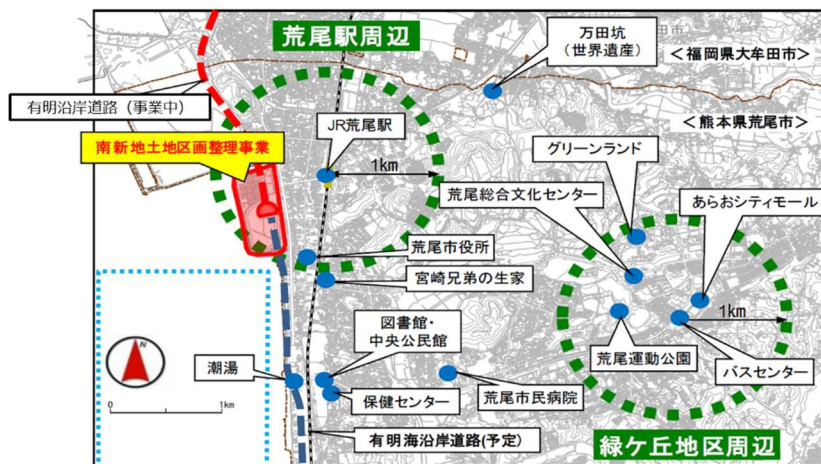 荒尾駅周辺
万田坑
(世界遺産)
<福岡県大牟田市>
有明沿岸道路(事業中)
JR荒尾駅
<熊本県荒尾市>
南新地土地区画整理事業
グリーンランド
1km
荒尾総合文化センター
あらおシティモール
荒尾市役所
宮崎兄弟の生家
1km
図書館・
中央公民館
N
潮湯
荒尾運動公園
バスセンター
保健センター
荒尾市民病院
0
1km
有明海沿岸道路(予定)
緑ケ丘地区周辺